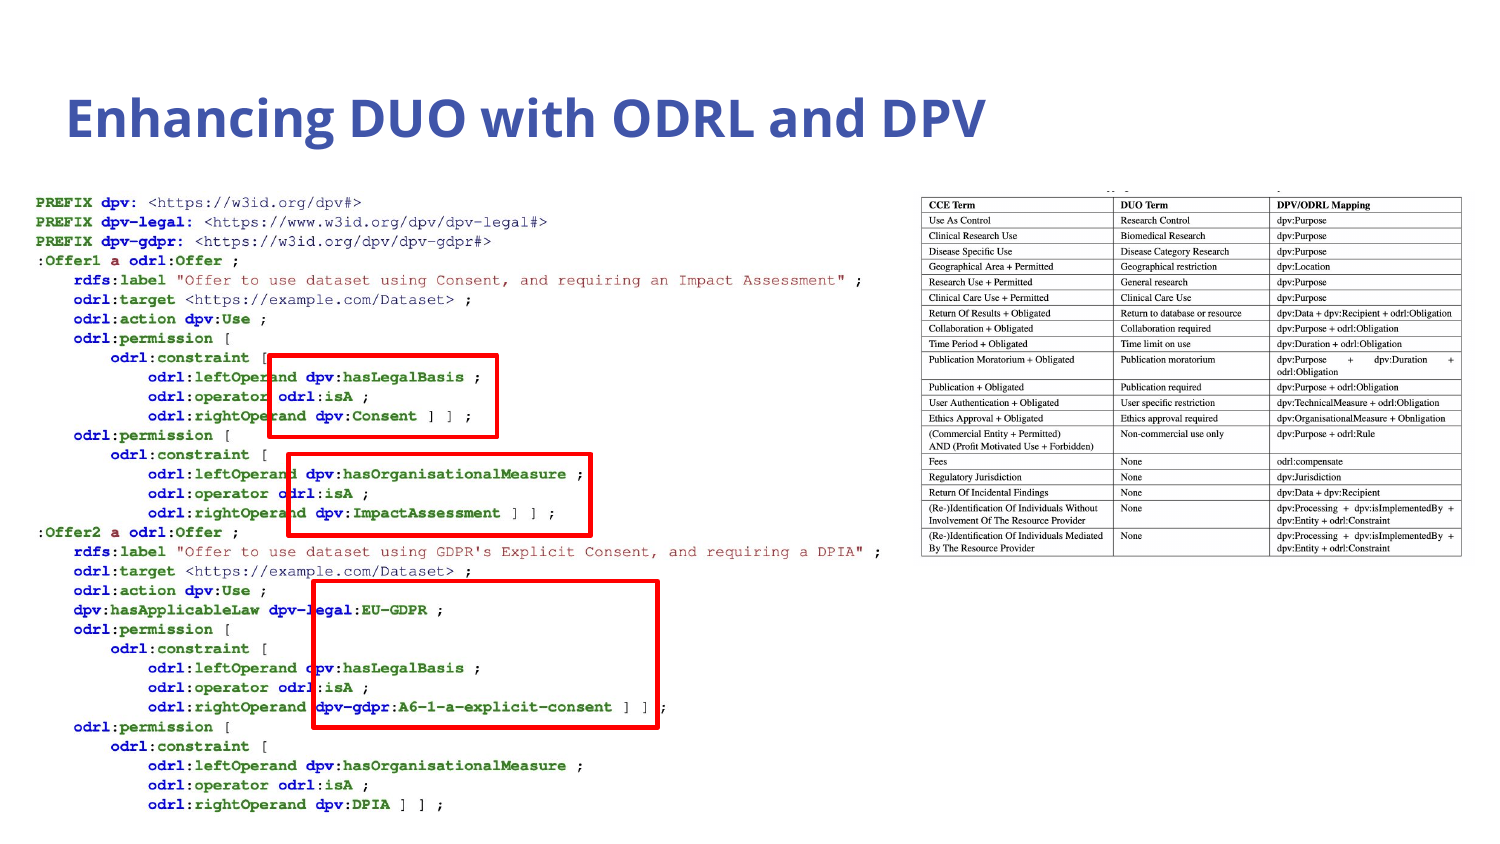 Enhancing DUO with ODRL and DPV
PREFIX dpv: <https://w3id.org/dpv#>
PREFIX dpv-legal: <https://www.w3id.org/dpv/dpv-legal#>
PREFIX dpv-gdpr: <https://w3id.org/dpv/dpv-gdpr#>
:Offer1 a odrl:Offer ;
rdfs:label "Offer to use dataset using Consent, and requiring an Impact Assessment" ;
odrl:target <https://example.com/Dataset> ;
odrl:action dpv:Use ;
odrl:permission [
odrl:constraint [
odrl:leftOperand dpv:hasLegalBasis ;
odrl:operator odrl:isA ;
odrl:rightOperand dpv:Consent ] ] ;
odrl:permission [
odrl:constraint [
odrl:leftOperand dpv:hasOrganisationalMeasure ;
odrl:operator odrl:isA ;
odrl:rightOperand dpv:ImpactAssessment ] ] ;
:Offer2 a odrl:Offer ;
rdfs:label "Offer to use dataset using GDPR's Explicit Consent, and requiring a DPIA" ;
odrl:target <https://example.com/Dataset> ;
odrl:action dpv:Use ;
dpv:hasApplicableLaw dpv-legal:EU-GDPR ;
odrl:permission [
odrl:constraint [
odrl:leftOperand dpv:hasLegalBasis ;
odrl:operator odrl:isA ;
odrl:rightOperand dpv-gdpr:A6-1-a-explicit-consent ] ] ;
odrl:permission [
odrl:constraint [
odrl:leftOperand dpv:hasOrganisationalMeasure ;
odrl:operator odrl:isA ;
odrl:rightOperand dpv:DPIA ] ] ;
CCE Term DUO Term DPV/ODRL Mapping
Use As Control Research Control dpv:Purpose
Clinical Research Use Biomedical Research dpv:Purpose
Disease Specific Use Disease Category Research dpv:Purpose
Geographical Area + Permitted Geographical restriction dpv:Location
Research Use + Permitted General research dpv:Purpose
Clinical Care Use + Permitted Clinical Care Use dpv:Purpose
Return Of Results + Obligated Return to database or resource dpv:Data + dpv:Recipient + odrl:Obligation
Collaboration + Obligated Collaboration required dpv:Purpose + odrl:Obligation
Time Period + Obligated Time limit on use dpv:Duration + odrl:Obligation
Publication Moratorium + Obligated Publication moratorium dpv:Purpose + dpv:Duration +
odrl:Obligation
Publication + Obligated Publication required dpv:Purpose + odrl:Obligation
User Authentication + Obligated User specific restriction dpv:TechnicalMeasure + odrl:Obligation
Ethics Approval + Obligated Ethics approval required dpv:OrganisationalMeasure + Obnligation
(Commercial Entity + Permitted) Non-commercial use only dpv:Purpose + odrl:Rule
AND (Profit Motivated Use + Forbidden)
Fees None odrl:compensate
Regulatory Jurisdiction None dpv:Jurisdiction
Return Of Incidental Findings None dpv:Data + dpv:Recipient
(Re-)Identification Of Individuals Without None dpv:Processing + dpv:isImplementedBy +
Involvement Of The Resource Provider dpv:Entity + odrl:Constraint
(Re-)Identification Of Individuals Mediated None dpv:Processing + dpv:isImplementedBy +
By The Resource Provider dpv:Entity + odrl:Constraint